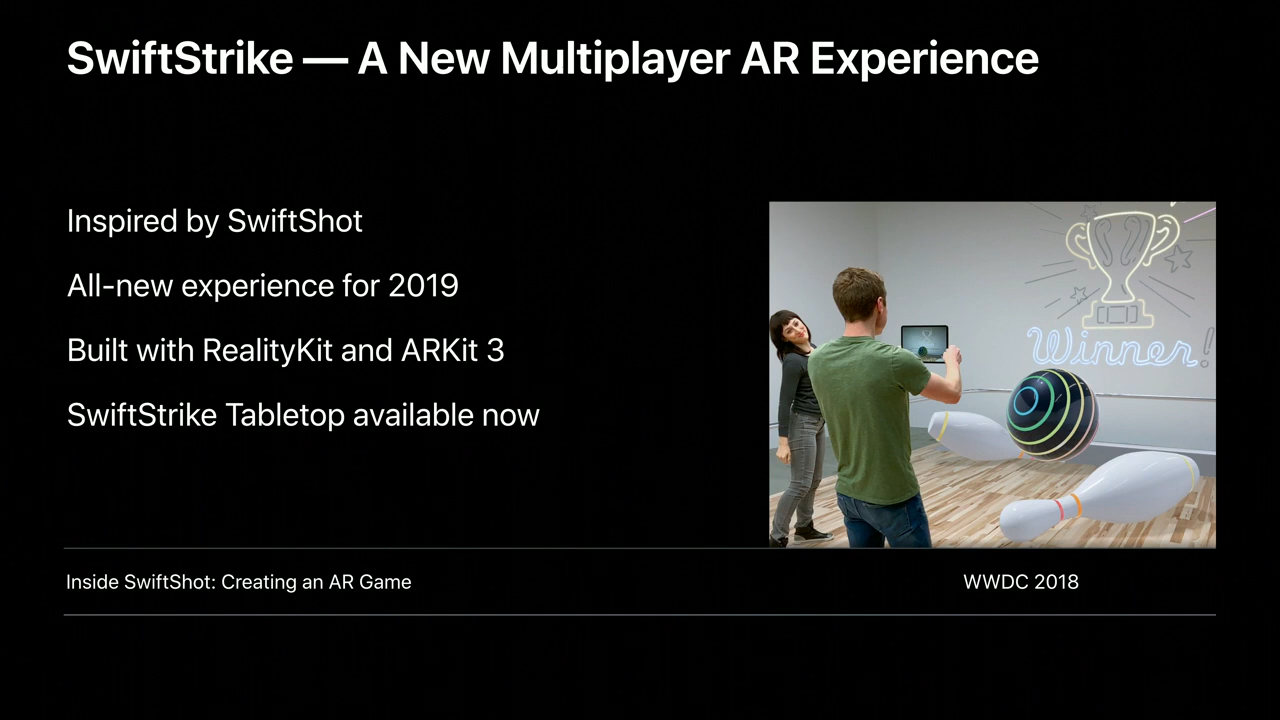 SwiftStrike — A New Multiplayer AR Experience
Inspired by SwiftShot
All-new experience for 2019
Built with RealityKit and ARKit 3
SwiftStrike Tabletop available now
Winner!
Inside SwiftShot: Creating an AR Game
WWDC 2018